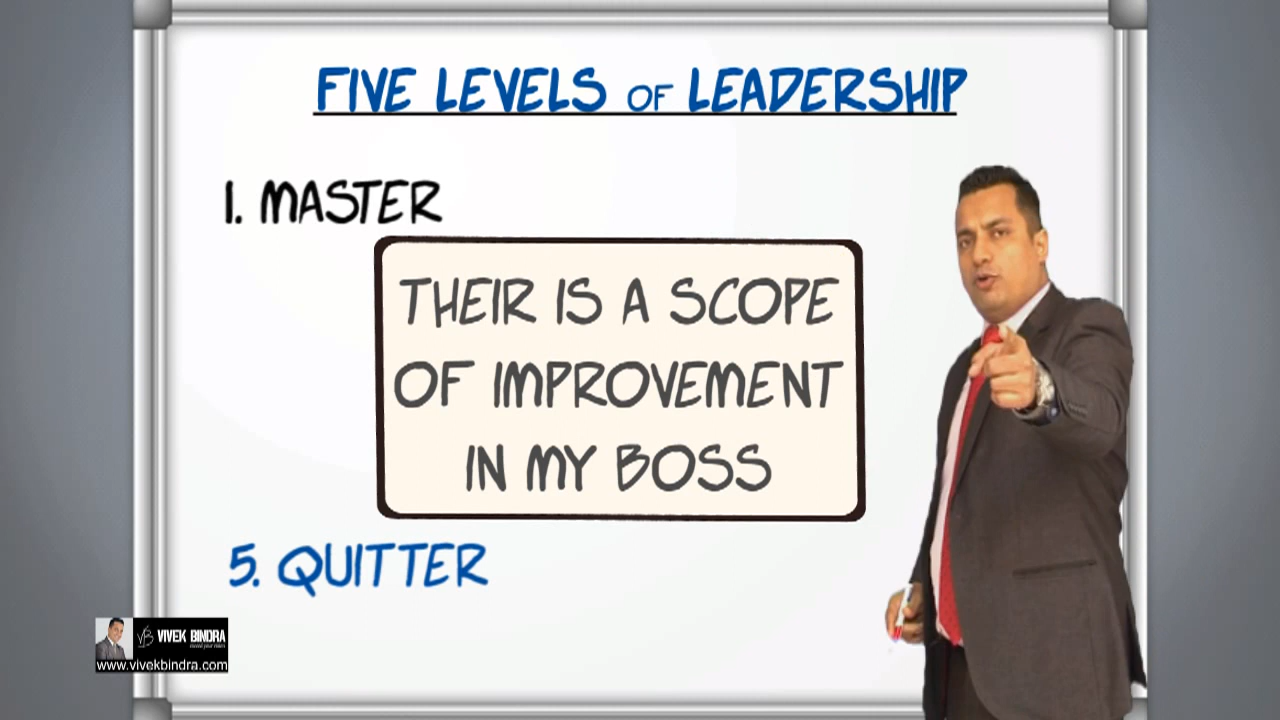 FIVE LEVELS OF LEADERSHIP
1. MASTER
THEIR IS A SCOPE
OF IMPROVEMENT
IN MY BOSS
5. QUITTER
VIVEK BINDRA
www.vivekbindra.com